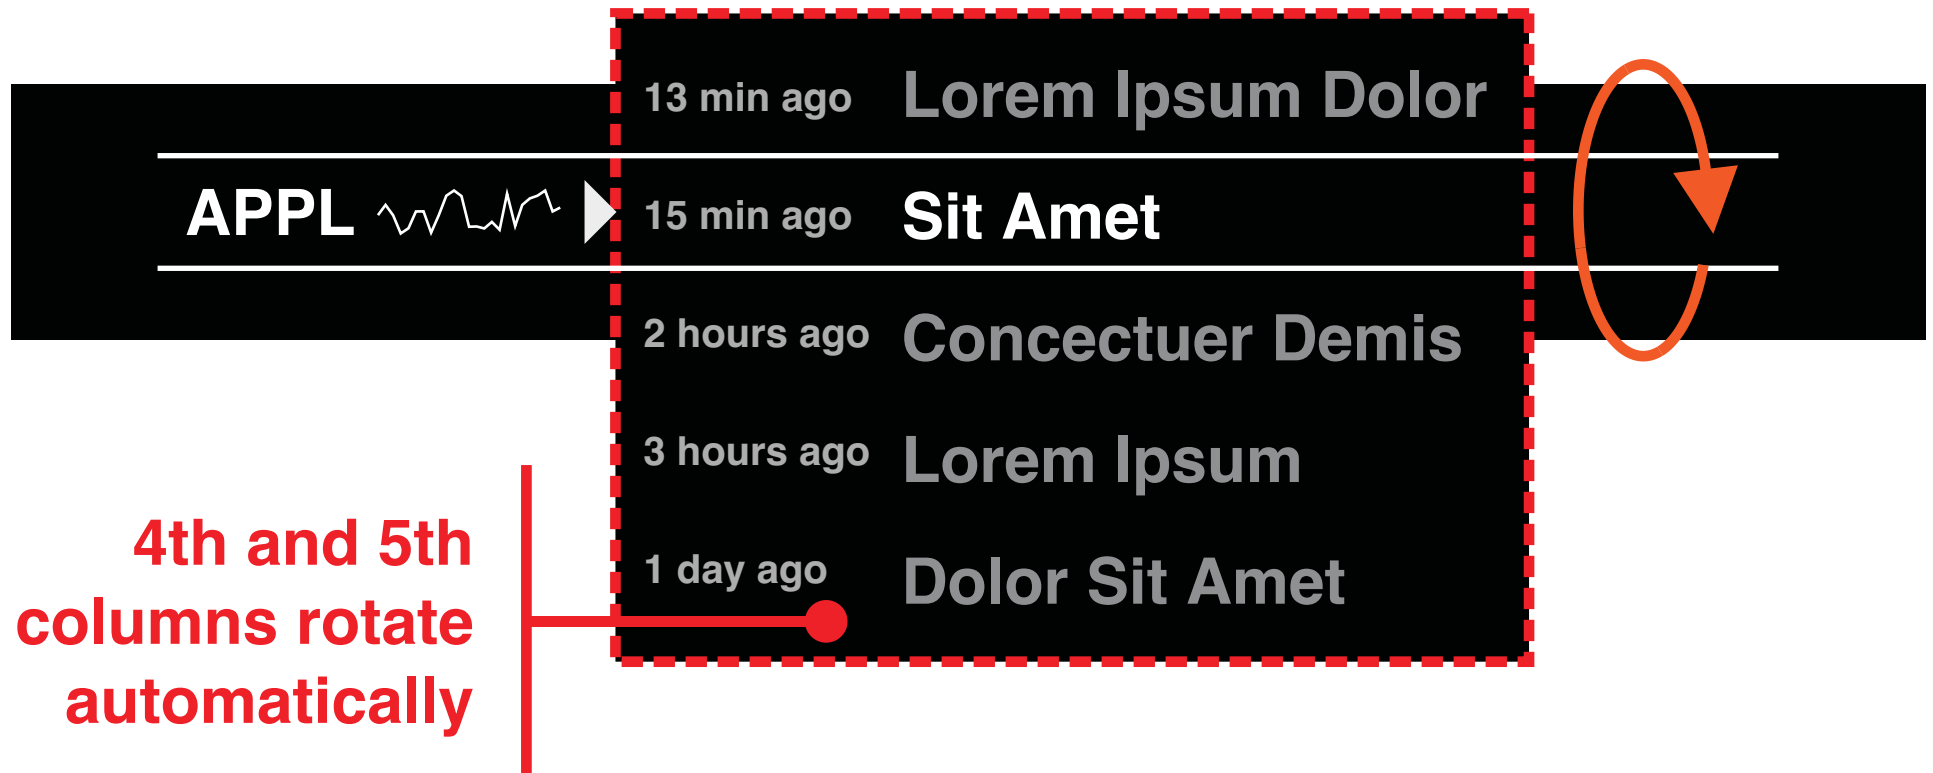 13 min ago Lorem Ipsum Dolor
APPL 15 min ago Sit Amet
2 hours ago Concectuer Demis
3 hours ago Lorem Ipsum
1 day ago Dolor Sit Amet
4th and 5th
columns rotate
automatically